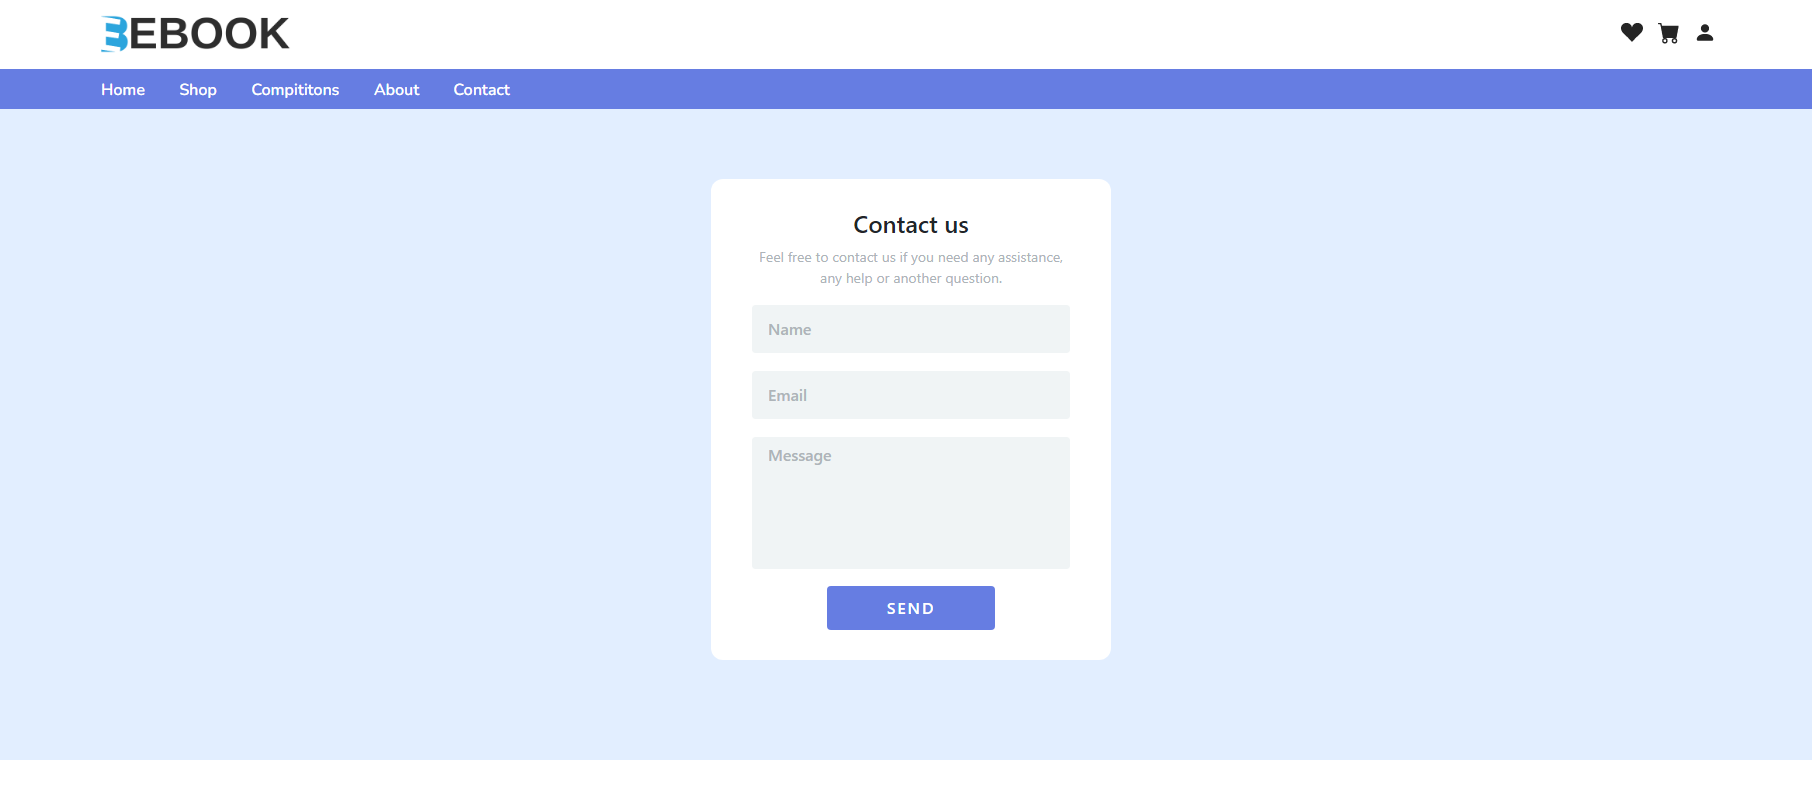 BEBOOK
Home Shop Compititons About Contact
Contact us
Feel free to contact us if you need any assistance,
any help or another question.
Name
Email
Message
SEND